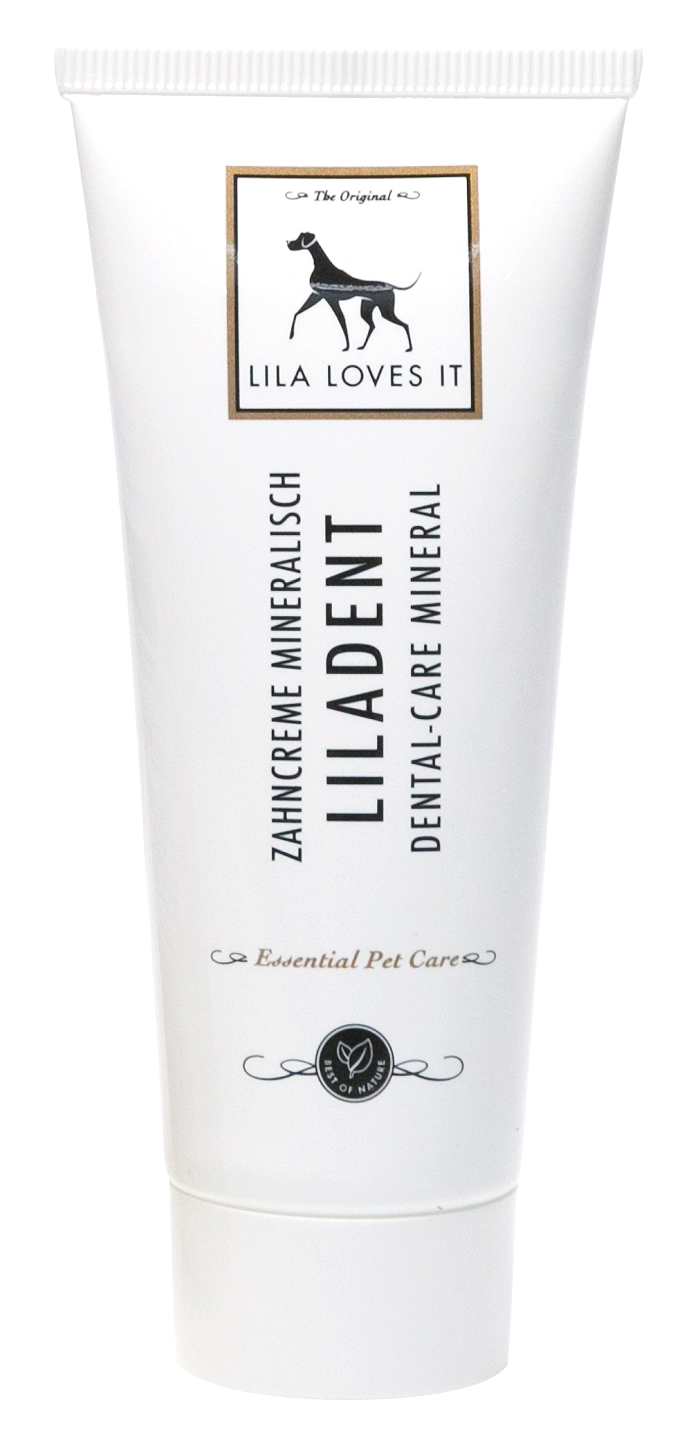 The Original
LILA LOVES IT
ZAHNCREME MINERALISCH
LILADENT
DENTAL-CARE MINERAL
Essential Pet Care
BEST OF NATURE